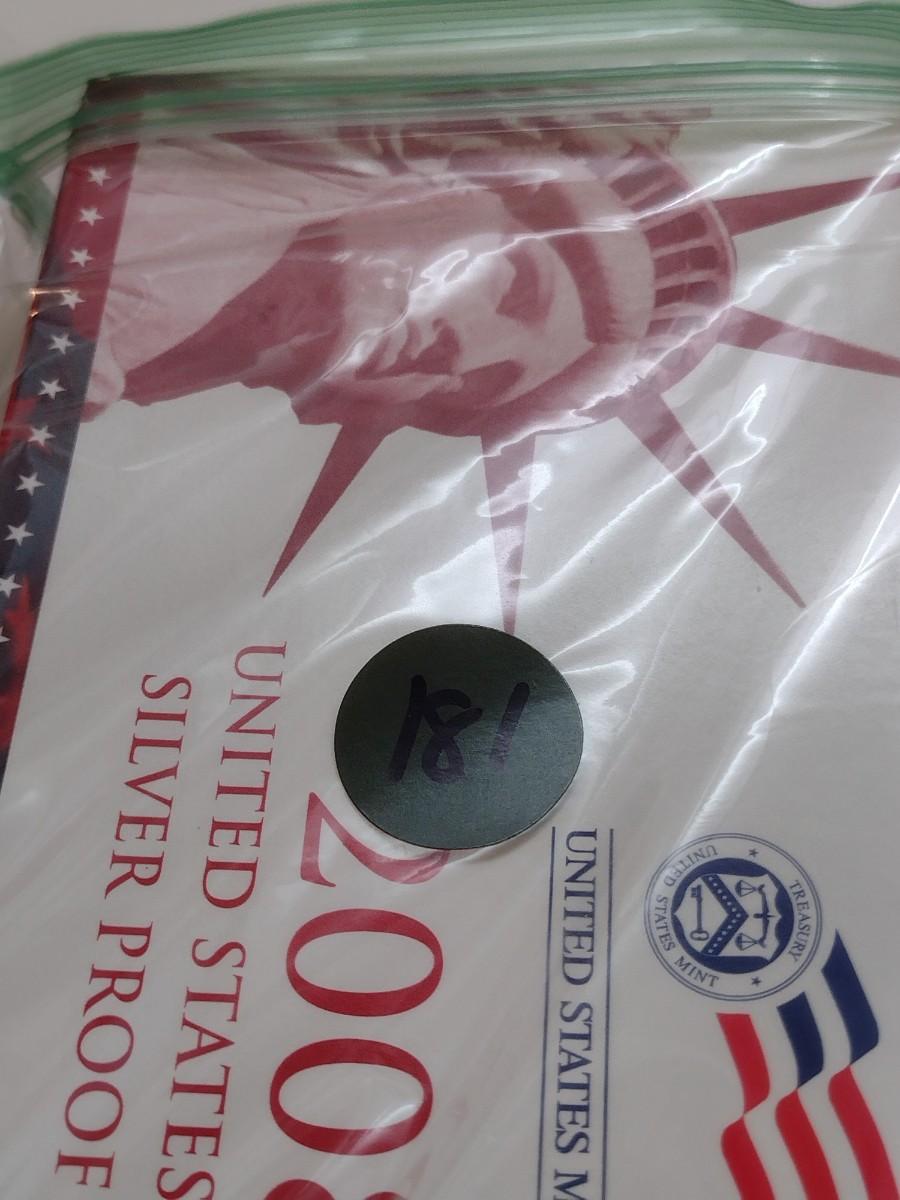 181
UNITED STATES M
TREASURY
UNITED STATES MINT
200
UNITED STATES
SILVER PROOF